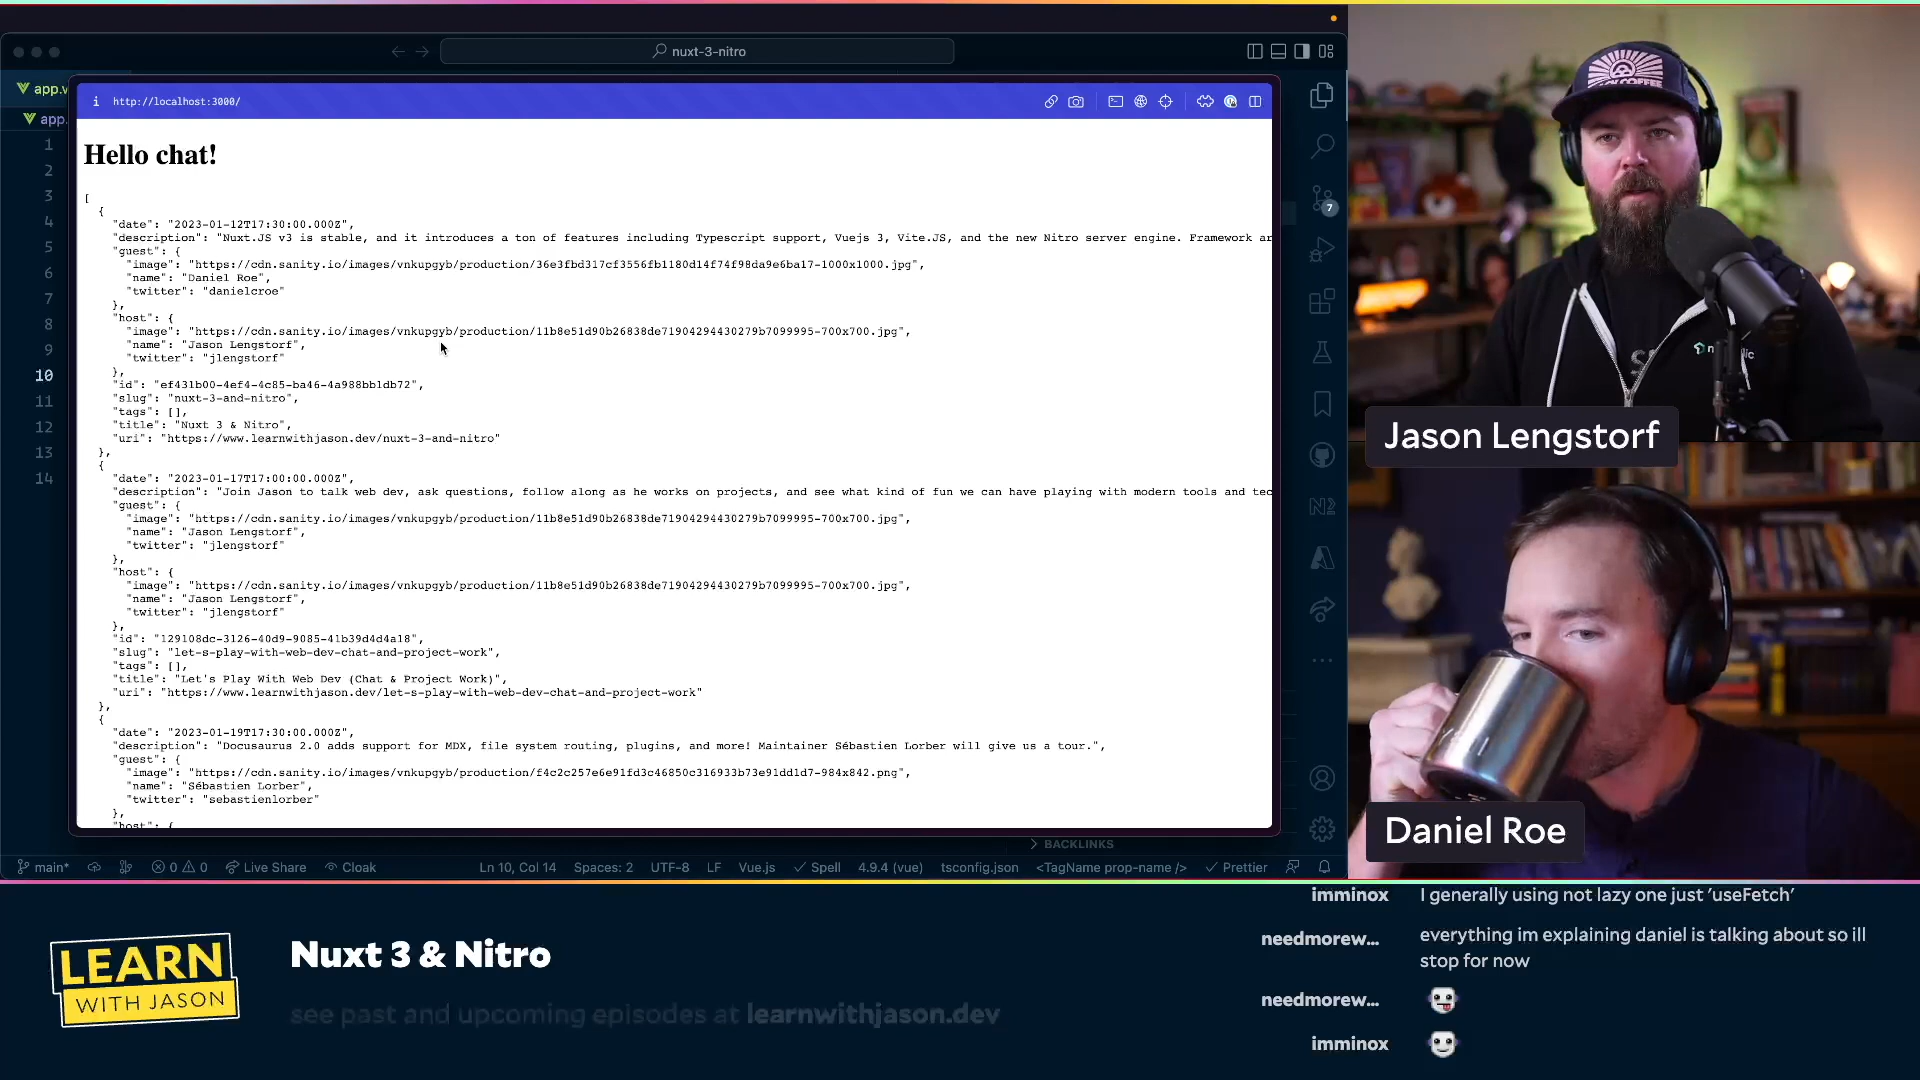 nuxt-3-nitro
app.v
app.
http://localhost:3000/
Hello chat!
[
{
"date": "2023-01-12T17:30:00.000Z",
"description": "Nuxt.JS v3 is stable, and it introduces a ton of features including Typescript support, Vuejs 3, Vite.JS, and the new Nitro server engine. Framework ar
"guest": {
"image": "https://cdn.sanity.io/images/vnkupgyb/production/36e3fbd317cf3556fb1180d14f74f98da9e6ba17-1000x1000.jpg",
"name": "Daniel Roe",
"twitter": "danielcroe"
},
"host": {
"image": "https://cdn.sanity.io/images/vnkupgyb/production/11b8e51d90b26838de71904294430279b7099995-700x700.jpg",
"name": "Jason Lengstorf",
"twitter": "jlengstorf"
},
"id": "ef431b00-4ef4-4c85-ba46-4a988bb1db72",
"slug": "nuxt-3-and-nitro",
"tags": [],
"title": "Nuxt 3 & Nitro",
"uri": "https://www.learnwithjason.dev/nuxt-3-and-nitro"
},
{
"date": "2023-01-17T17:00:00.000Z",
"description": "Join Jason to talk web dev, ask questions, follow along as he works on projects, and see what kind of fun we can have playing with modern tools and tec
"guest": {
"image": "https://cdn.sanity.io/images/vnkupgyb/production/11b8e51d90b26838de71904294430279b7099995-700x700.jpg",
"name": "Jason Lengstorf",
"twitter": "jlengstorf"
},
"host": {
"image": "https://cdn.sanity.io/images/vnkupgyb/production/11b8e51d90b26838de71904294430279b7099995-700x700.jpg",
"name": "Jason Lengstorf",
"twitter": "jlengstorf"
},
"id": "129108dc-3126-40d9-9085-41b39d4d4a18",
"slug": "let-s-play-with-web-dev-chat-and-project-work",
"tags": [],
"title": "Let's Play With Web Dev (Chat & Project Work)",
"uri": "https://www.learnwithjason.dev/let-s-play-with-web-dev-chat-and-project-work"
},
{
"date": "2023-01-19T17:30:00.000Z",
"description": "Docusaurus 2.0 adds support for MDX, file system routing, plugins, and more! Maintainer Sébastien Lorber will give us a tour.",
"guest": {
"image": "https://cdn.sanity.io/images/vnkupgyb/production/f4c2c257e6e91fd3c46850c316933b73e91dd1d7-984x842.png",
"name": "Sébastien Lorber",
"twitter": "sebastienlorber"
},
"host": {
1
2
3
4
5
6
7
8
9
10
11
12
13
14
7
BACKLINKS
main* 0 0 Live Share Cloak Ln 10, Col 14 Spaces: 2 UTF-8 LF Vue.js Spell 4.9.4 (vue) tsconfig.json <TagName prop-name /> Prettier
Jason Lengstorf
Daniel Roe
LEARN
WITH JASON
Nuxt 3 & Nitro
see past and upcoming episodes at learnwithjason.dev
imminox I generally using not lazy one just 'useFetch'
needmorew... everything im explaining daniel is talking about so ill
stop for now
needmorew...
imminox